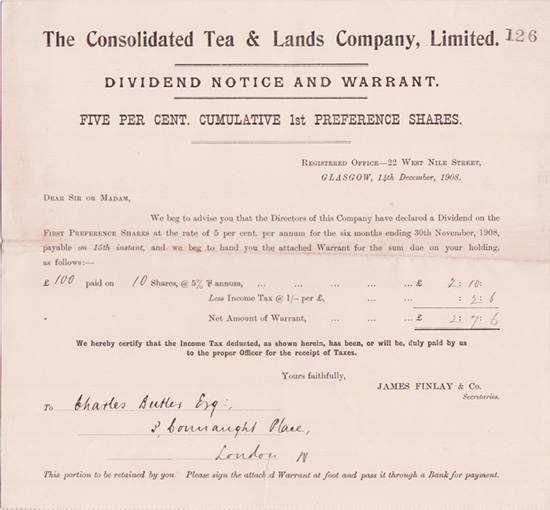 The Consolidated Tea & Lands Company, Limited. 126
DIVIDEND NOTICE AND WARRANT.
FIVE PER CENT. CUMULATIVE 1st PREFERENCE SHARES.
REGISTERED OFFICE—22 WEST NILE STREET,
GLASGOW, 14th December, 1908.
DEAR SIR OR MADAM,
We beg to advise you that the Directors of this Company have declared a Dividend on the
FIRST PREFERENCE SHARES at the rate of 5 per cent. per annum for the six months ending 30th November, 1908,
payable on 15th instant, and we beg to hand you the attached Warrant for the sum due on your holding,
as follows:—
£ 100 paid on 10 Shares, @ 5% ⅌ annum, ... ... ... ... ... £ 2: 10:
Less Income Tax @ 1/- per £, ... ... : 2: 6
Net Amount of Warrant, ... ... ... £ 2: 7: 6
We hereby certify that the Income Tax deducted, as shown herein, has been, or will be, duly paid by us
to the proper Officer for the receipt of Taxes.
Yours faithfully,
JAMES FINLAY & Co.
Secretaries.
To Charles Butler Esq:,
3, Connaught Place,
London W
This portion to be retained by you. Please sign the attached Warrant at foot and pass it through a Bank for payment.